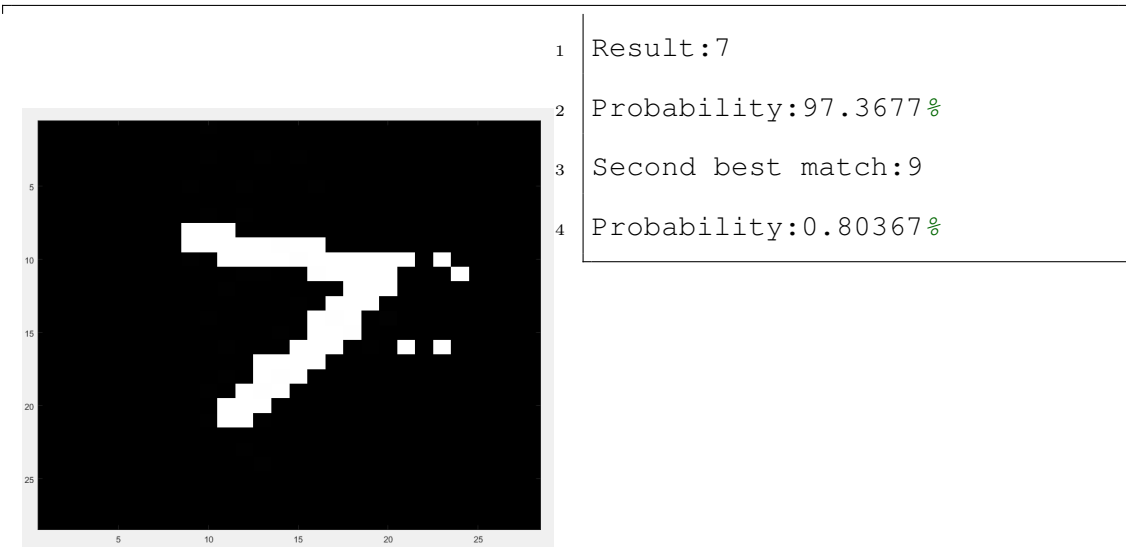 1 Result:7
2 Probability:97.3677%
3 Second best match:9
4 Probability:0.80367%
5
10
15
20
25
5 10 15 20 25